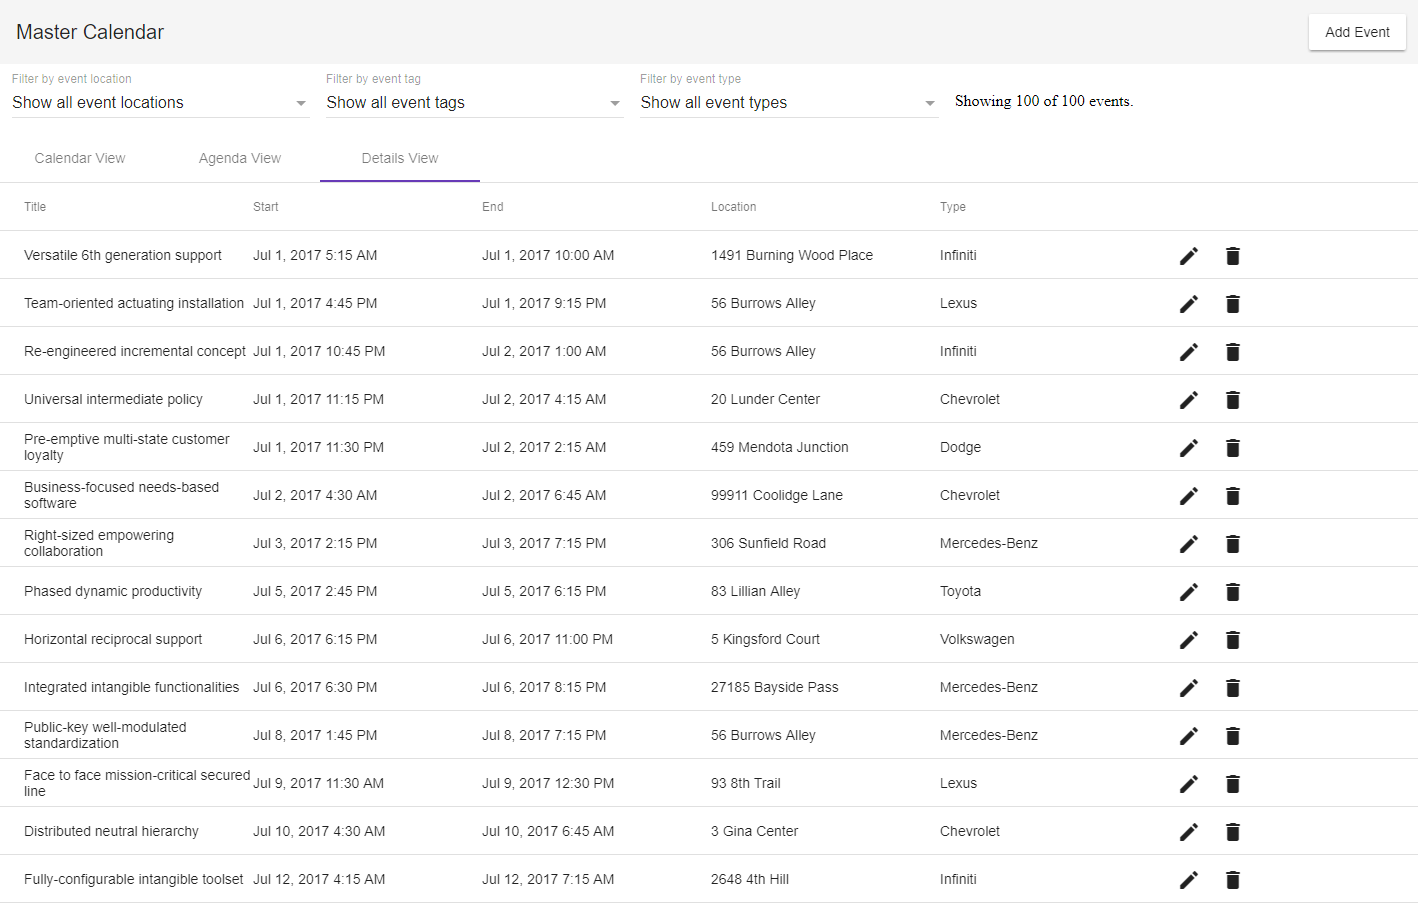 Master Calendar
Add Event
Filter by event location
Filter by event tag
Filter by event type
Show all event locations
Show all event tags
Show all event types
Showing 100 of 100 events.
Calendar View
Agenda View
Details View
Title Start End Location Type
Versatile 6th generation support Jul 1, 2017 5:15 AM Jul 1, 2017 10:00 AM 1491 Burning Wood Place Infiniti
Team-oriented actuating installation Jul 1, 2017 4:45 PM Jul 1, 2017 9:15 PM 56 Burrows Alley Lexus
Re-engineered incremental concept Jul 1, 2017 10:45 PM Jul 2, 2017 1:00 AM 56 Burrows Alley Infiniti
Universal intermediate policy Jul 1, 2017 11:15 PM Jul 2, 2017 4:15 AM 20 Lunder Center Chevrolet
Pre-emptive multi-state customer
loyalty Jul 1, 2017 11:30 PM Jul 2, 2017 2:15 AM 459 Mendota Junction Dodge
Business-focused needs-based
software Jul 2, 2017 4:30 AM Jul 2, 2017 6:45 AM 99911 Coolidge Lane Chevrolet
Right-sized empowering
collaboration Jul 3, 2017 2:15 PM Jul 3, 2017 7:15 PM 306 Sunfield Road Mercedes-Benz
Phased dynamic productivity Jul 5, 2017 2:45 PM Jul 5, 2017 6:15 PM 83 Lillian Alley Toyota
Horizontal reciprocal support Jul 6, 2017 6:15 PM Jul 6, 2017 11:00 PM 5 Kingsford Court Volkswagen
Integrated intangible functionalities Jul 6, 2017 6:30 PM Jul 6, 2017 8:15 PM 27185 Bayside Pass Mercedes-Benz
Public-key well-modulated
standardization Jul 8, 2017 1:45 PM Jul 8, 2017 7:15 PM 56 Burrows Alley Mercedes-Benz
Face to face mission-critical secured
line Jul 9, 2017 11:30 AM Jul 9, 2017 12:30 PM 93 8th Trail Lexus
Distributed neutral hierarchy Jul 10, 2017 4:30 AM Jul 10, 2017 6:45 AM 3 Gina Center Chevrolet
Fully-configurable intangible toolset Jul 12, 2017 4:15 AM Jul 12, 2017 7:15 AM 2648 4th Hill Infiniti